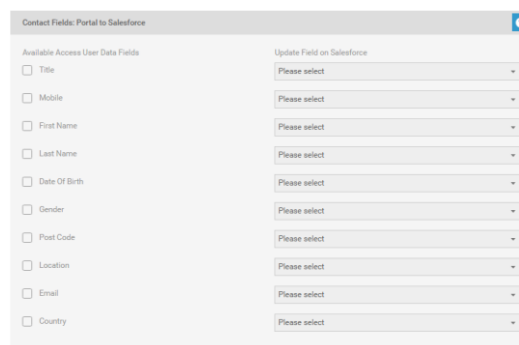 Contact Fields: Portal to Salesforce
Available Access User Data Fields Update Field on Salesforce
Title Please select
Mobile Please select
First Name Please select
Last Name Please select
Date Of Birth Please select
Gender Please select
Post Code Please select
Location Please select
Email Please select
Country Please select